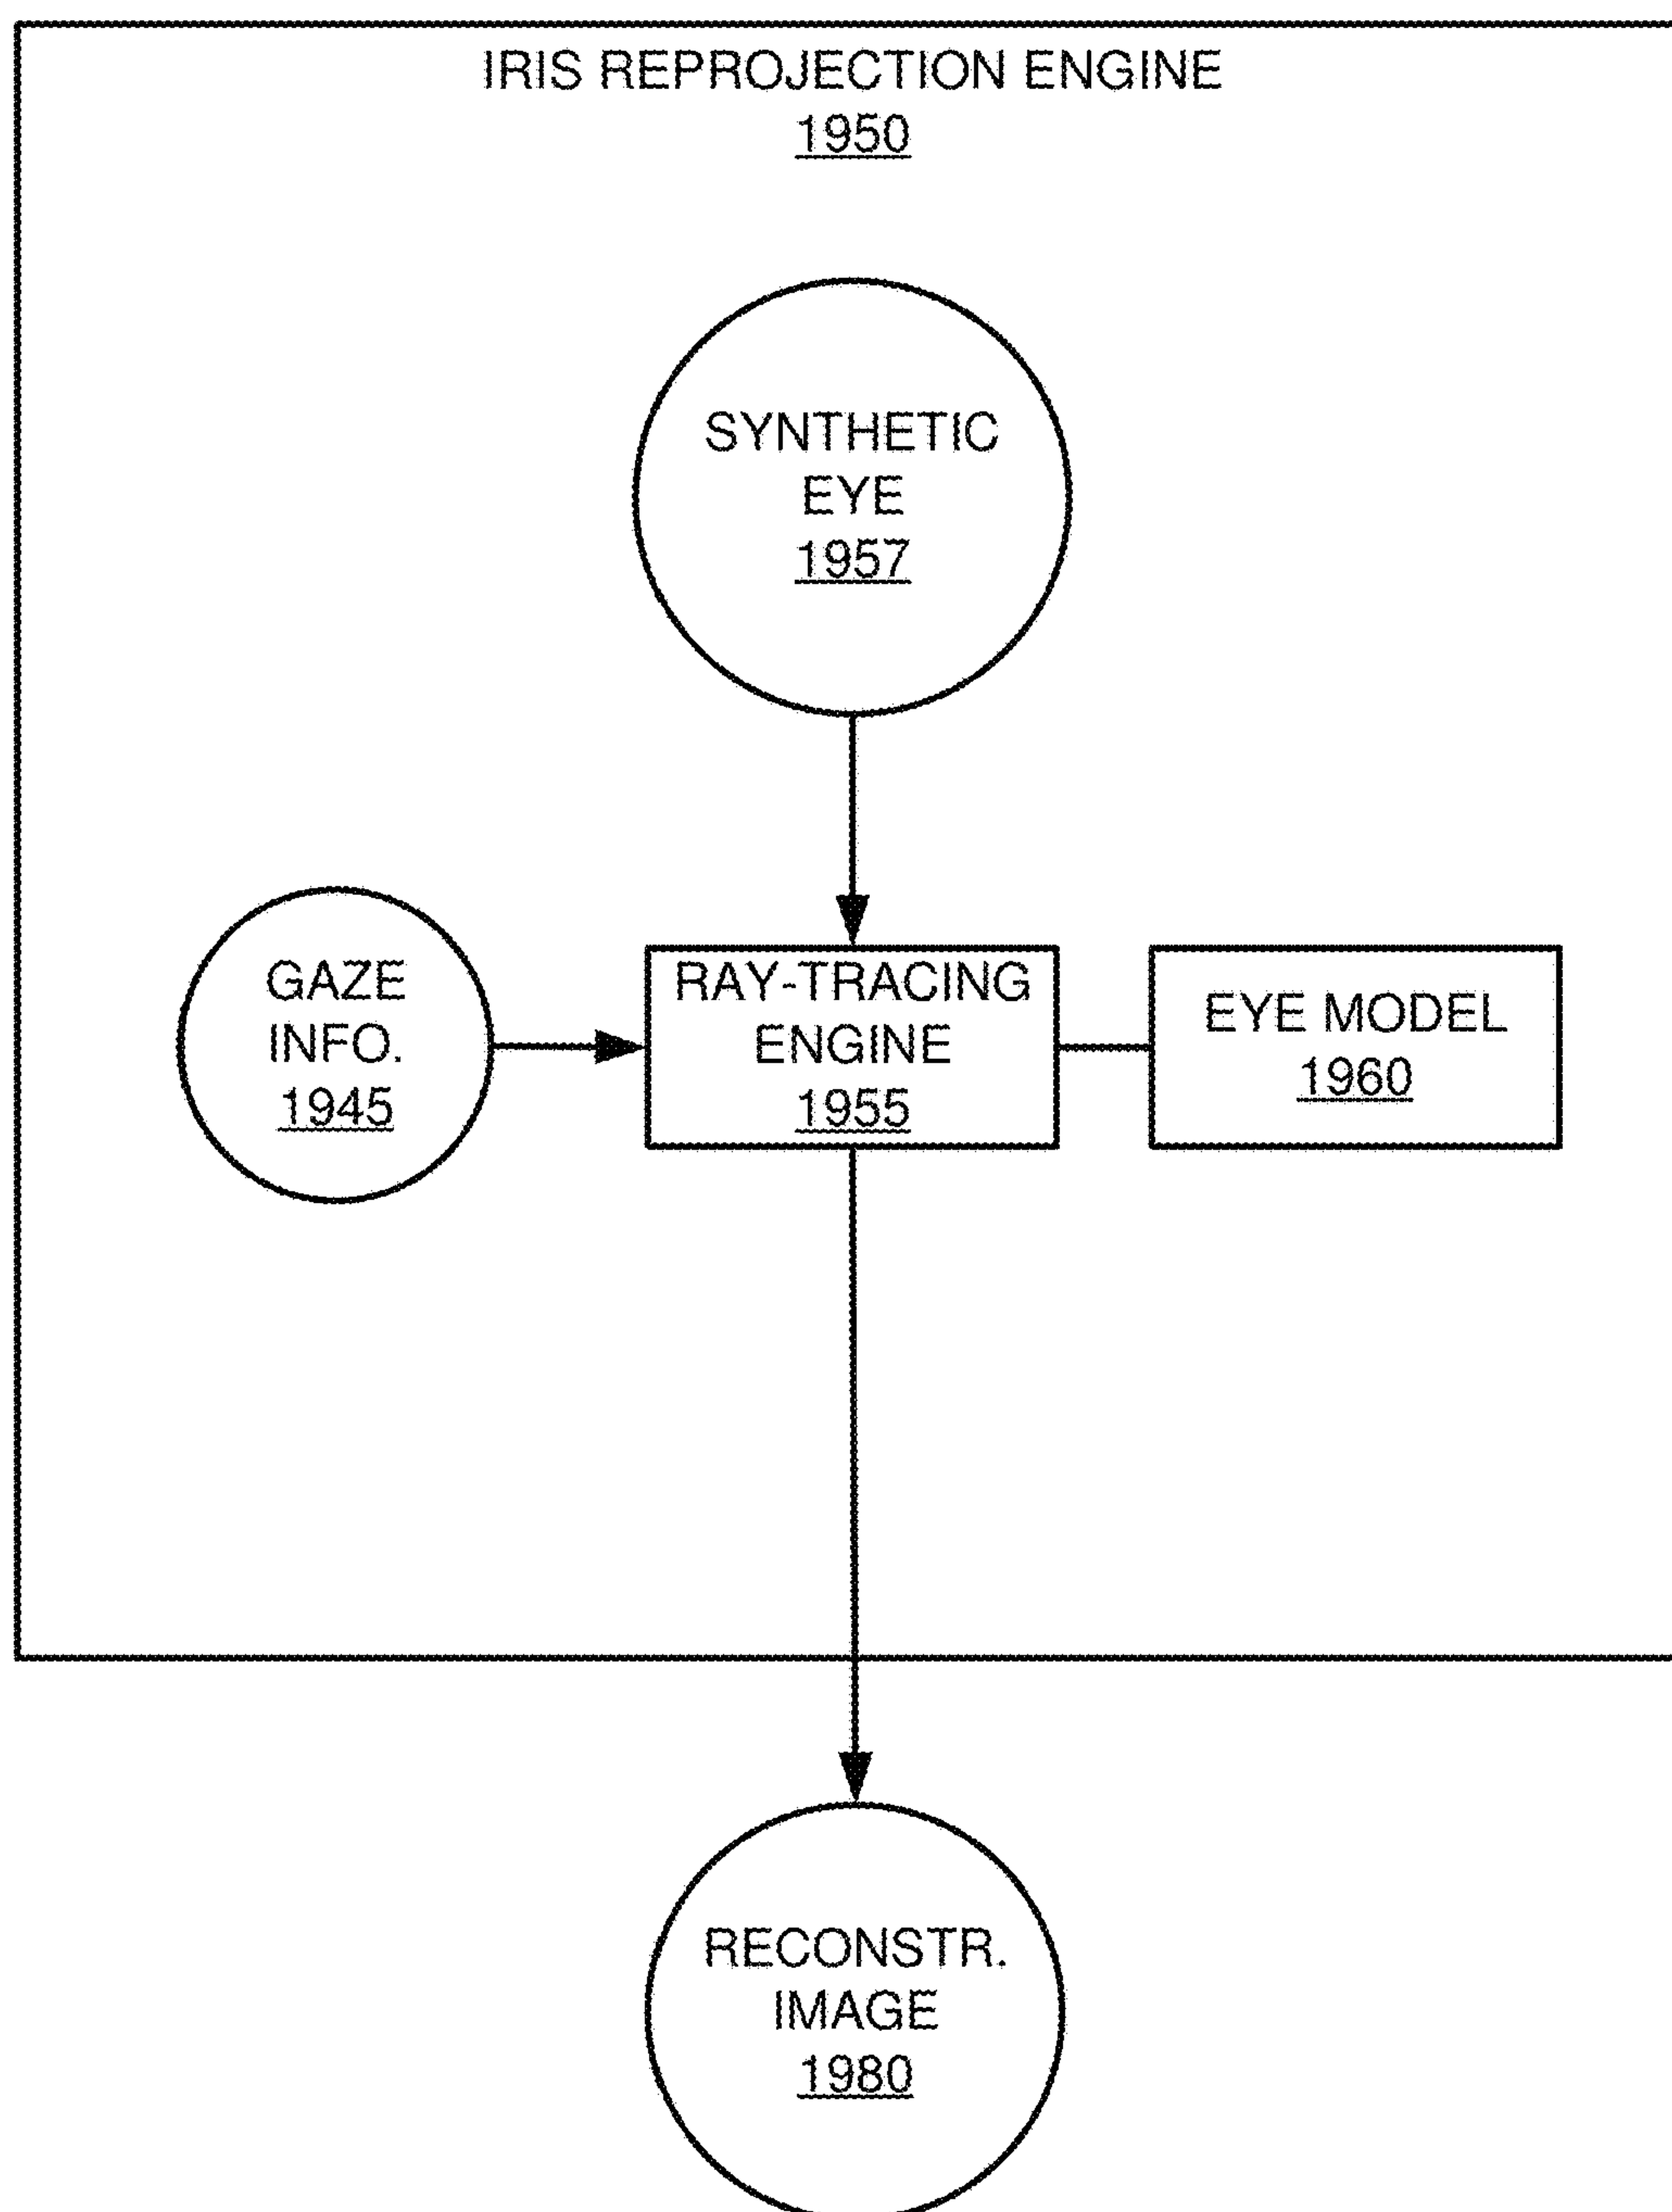 IRIS REPROJECTION ENGINE
1950
SYNTHETIC
EYE
1957
GAZE
INFO.
1945
RAY-TRACING
ENGINE
1955
EYE MODEL
1960
RECONSTR.
IMAGE
1980